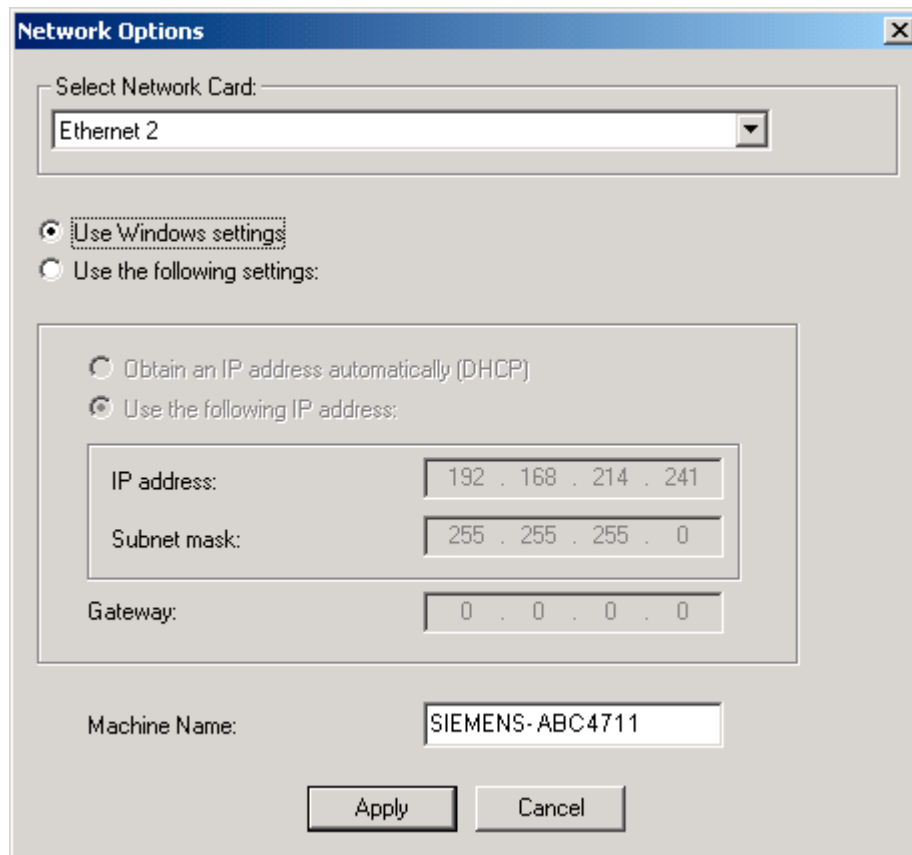 Network Options
Select Network Card:
Ethernet 2
Use Windows settings
Use the following settings:
Obtain an IP address automatically (DHCP)
Use the following IP address:
IP address: 192 . 168 . 214 . 241
Subnet mask: 255 . 255 . 255 . 0
Gateway: 0 . 0 . 0 . 0
Machine Name: SIEMENS-ABC4711
Apply Cancel